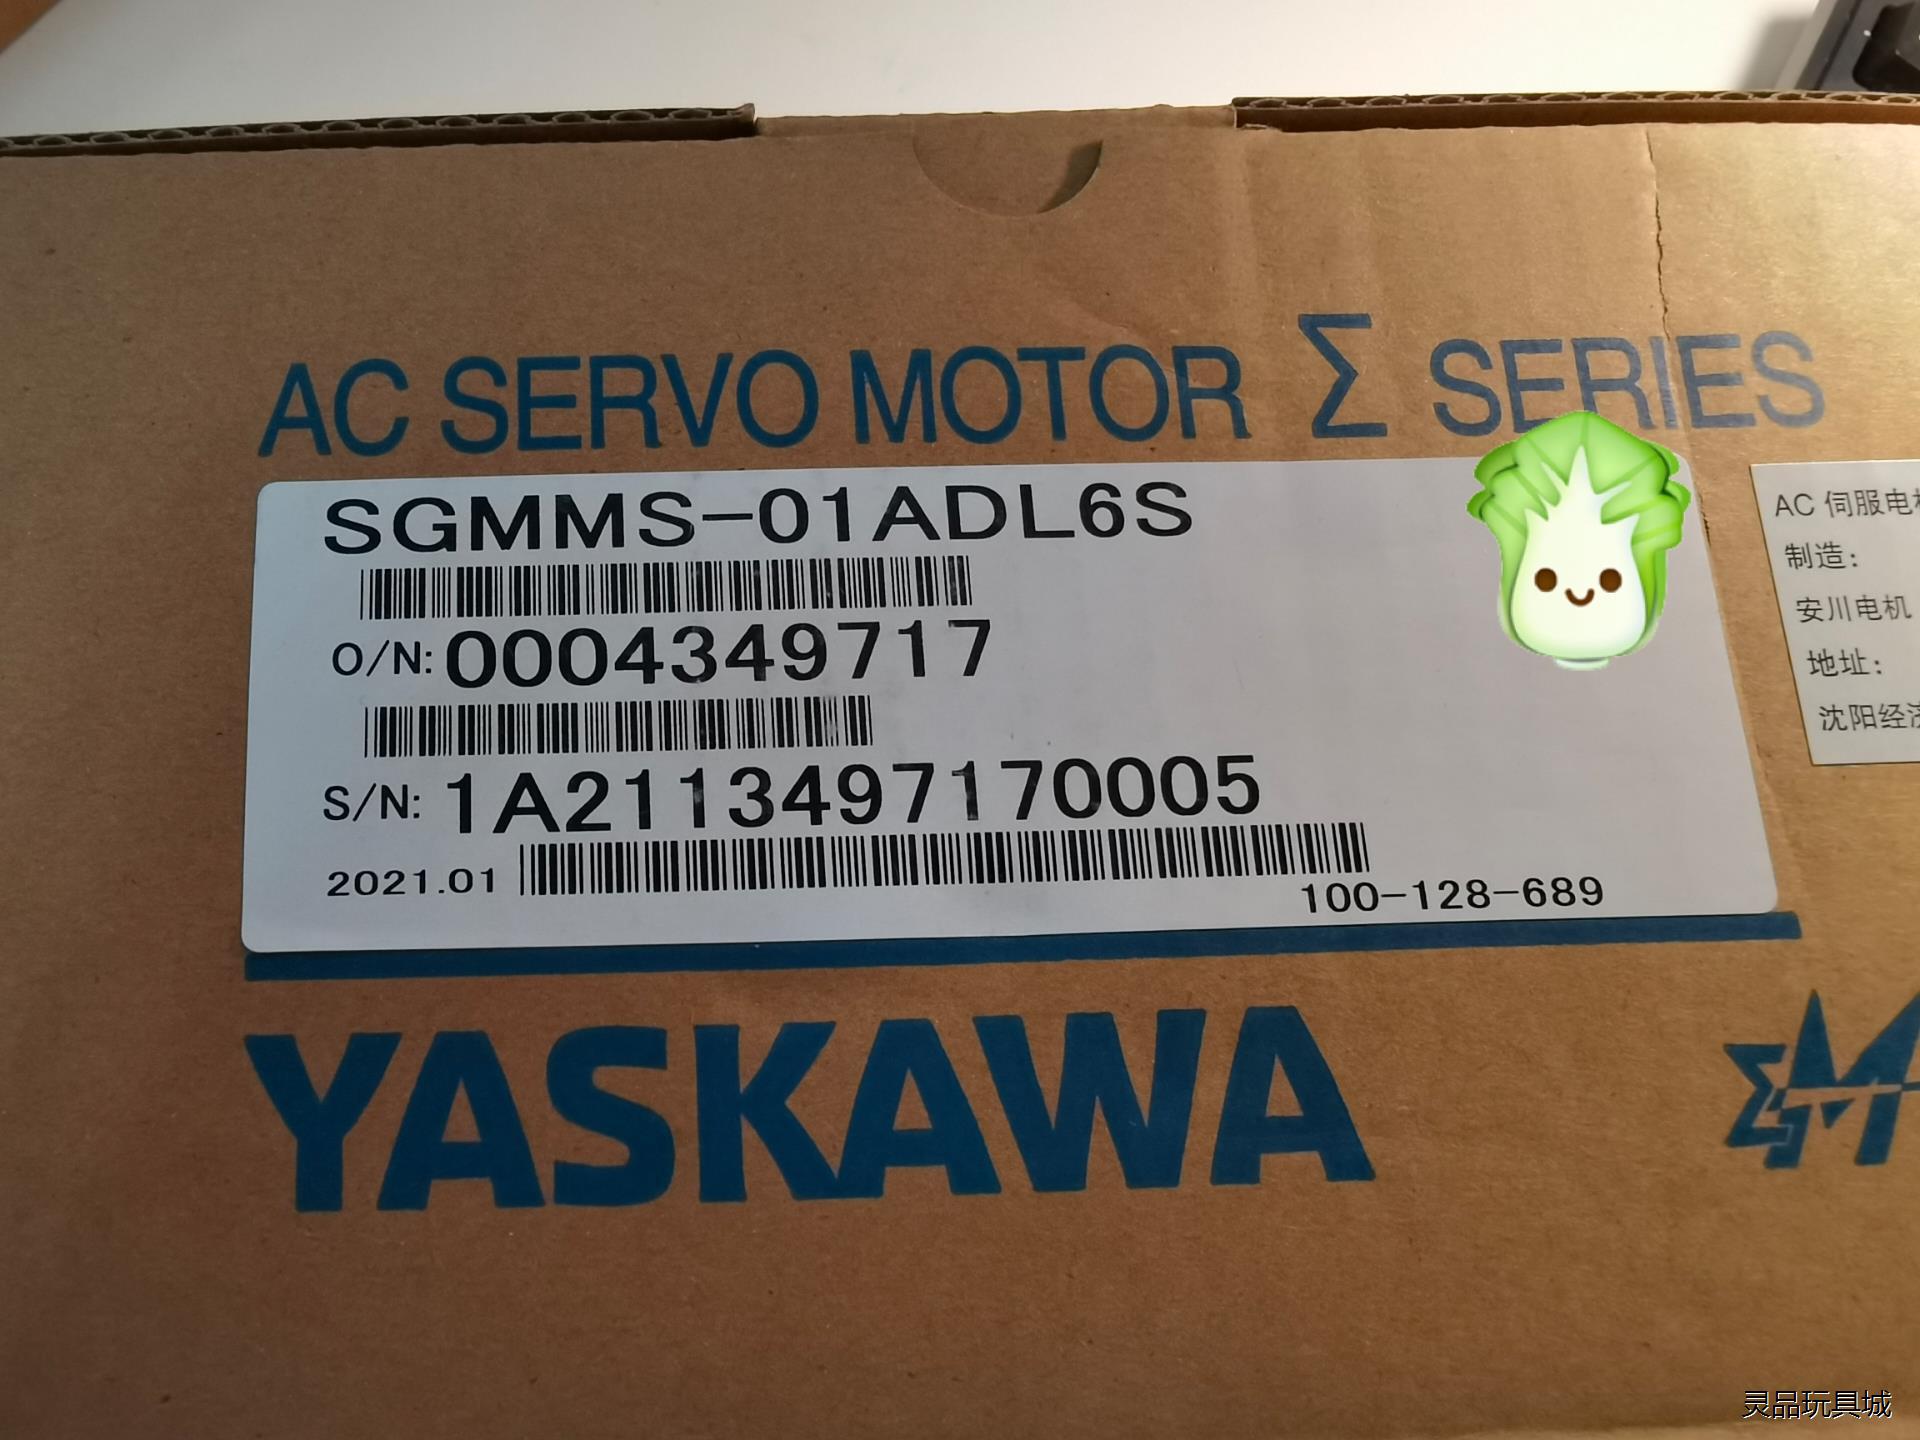 AC SERVO MOTOR Σ SERIES
SGMMS-01ADL6S
O/N: 0004349717
S/N: 1A2113497170005
2021.01
100-128-689
AC 伺服电
制造:
安川电机
地址:
沈阳经
YASKAWA
灵品玩具城